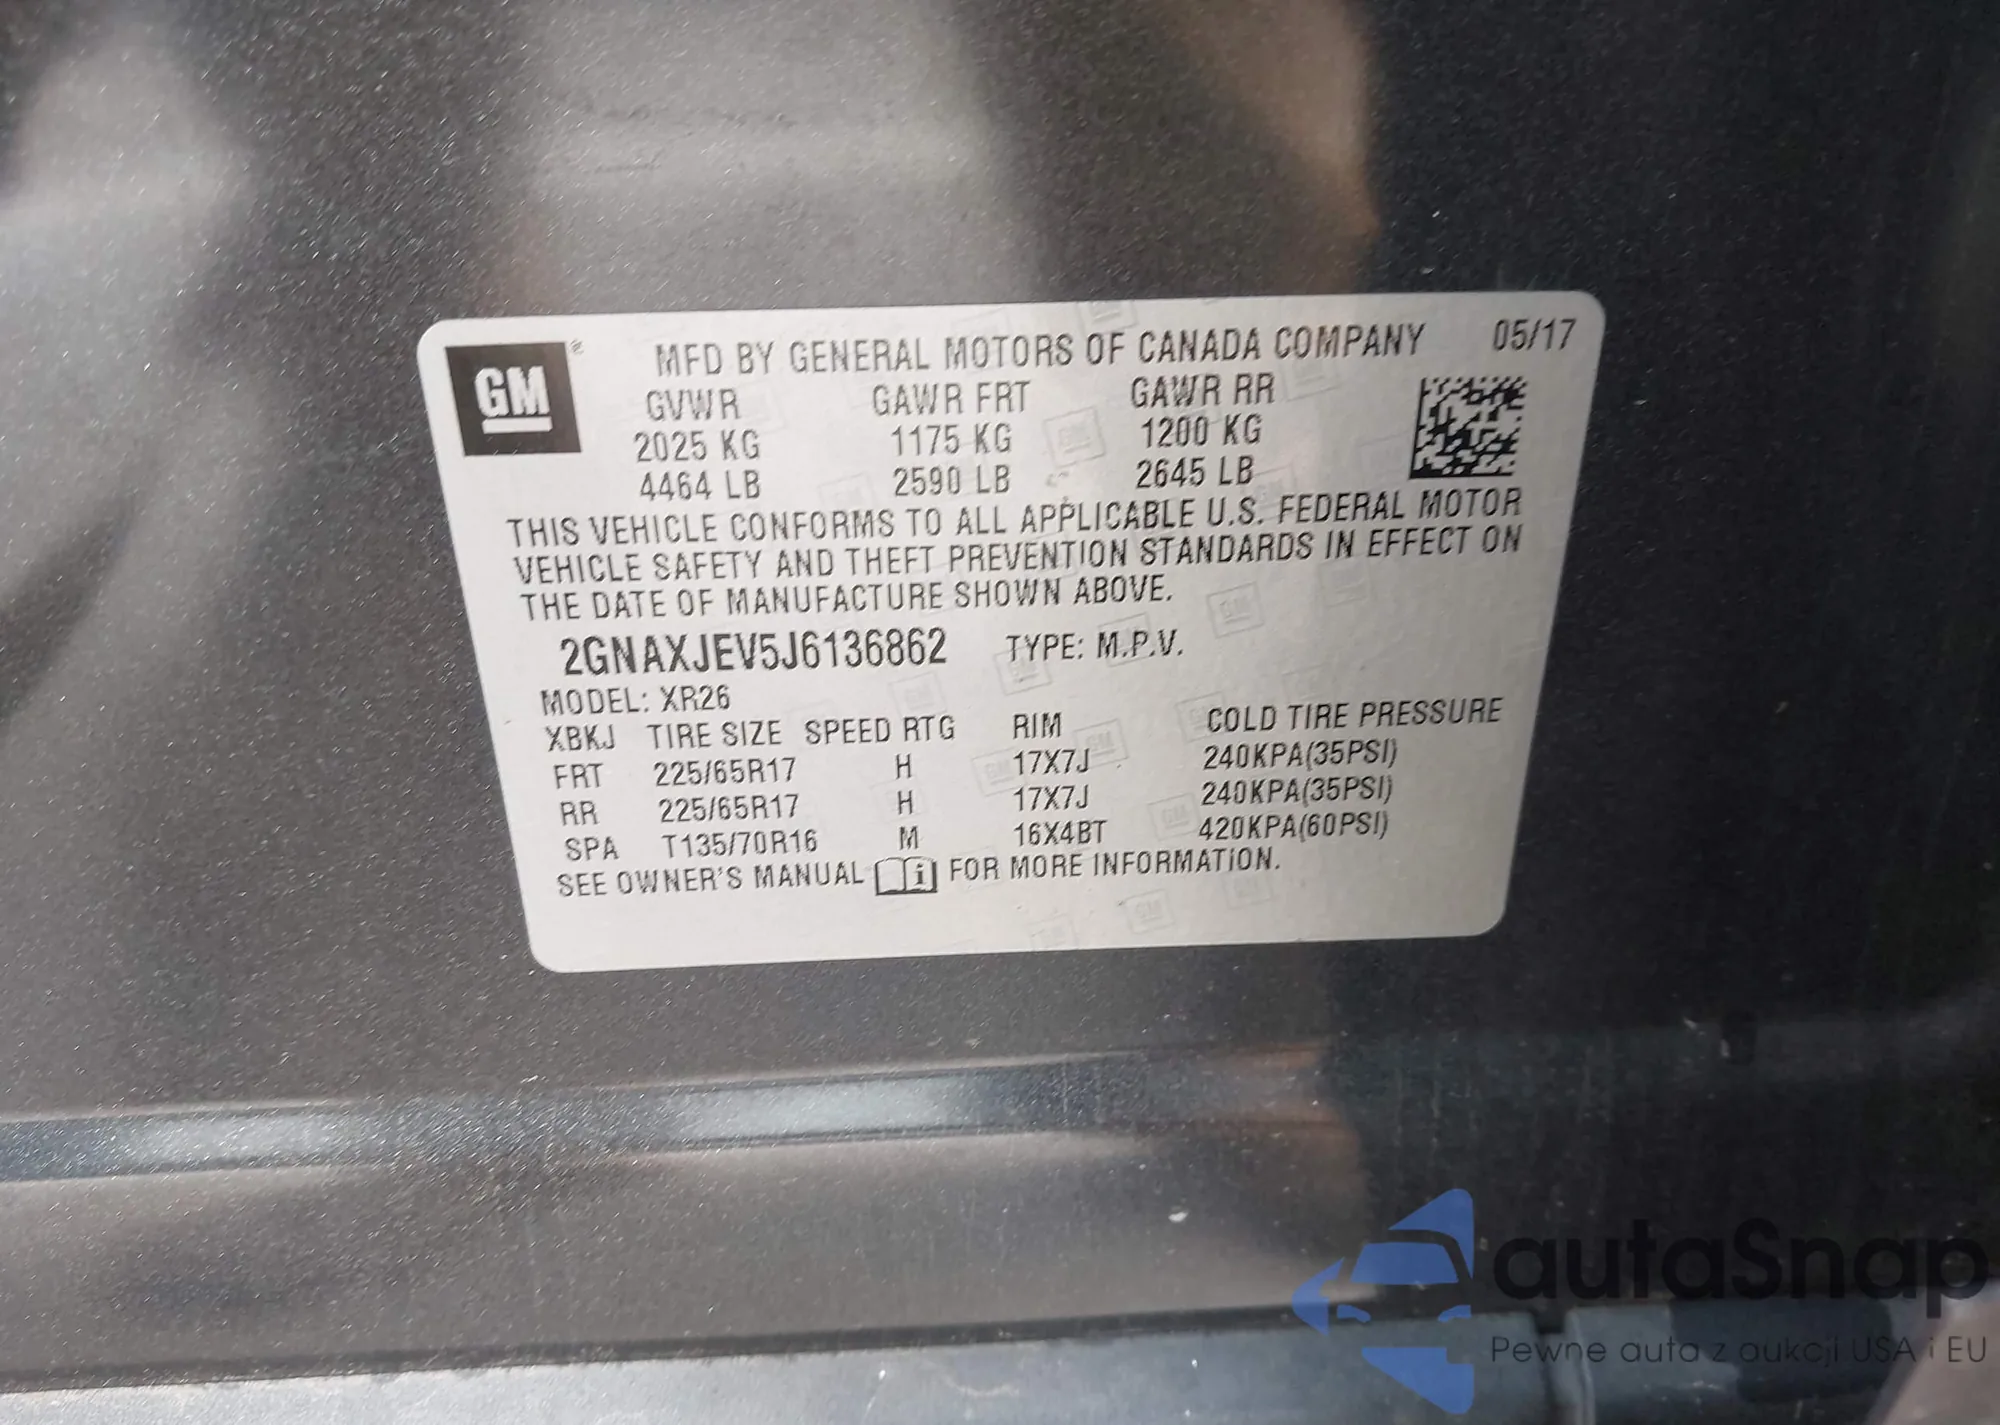 GM
MFD BY GENERAL MOTORS OF CANADA COMPANY 05/17
GVWR GAWR FRT GAWR RR
2025 KG 1175 KG 1200 KG
4464 LB 2590 LB 2645 LB
THIS VEHICLE CONFORMS TO ALL APPLICABLE U.S. FEDERAL MOTOR
VEHICLE SAFETY AND THEFT PREVENTION STANDARDS IN EFFECT ON
THE DATE OF MANUFACTURE SHOWN ABOVE.
2GNAXJEV5J6136862 TYPE: M.P.V.
MODEL: XR26
XBKJ TIRE SIZE SPEED RTG RIM COLD TIRE PRESSURE
FRT 225/65R17 H 17X7J 240KPA(35PSI)
RR 225/65R17 H 17X7J 240KPA(35PSI)
SPA T135/70R16 M 16X4BT 420KPA(60PSI)
SEE OWNER'S MANUAL i FOR MORE INFORMATION.
autaSnap
Pewne auta z aukcji USA i EU